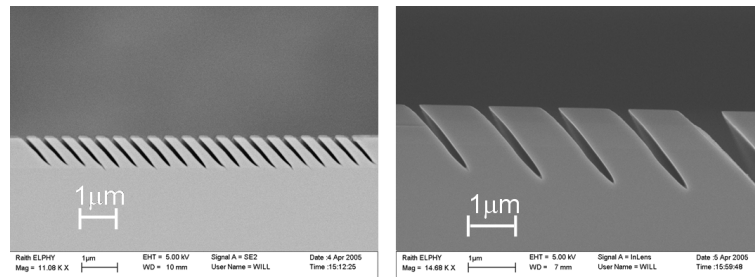 1μm
Raith ELPHY 1μm EHT = 5.00 kV Signal A = SE2 Date :4 Apr 2005
Mag = 11.08 K X WD = 10 mm User Name = WILL Time :15:12:25
1μm
Raith ELPHY 1μm EHT = 5.00 kV Signal A = InLens Date :5 Apr 2005
Mag = 14.68 K X WD = 7 mm User Name = WILL Time :15:59:48